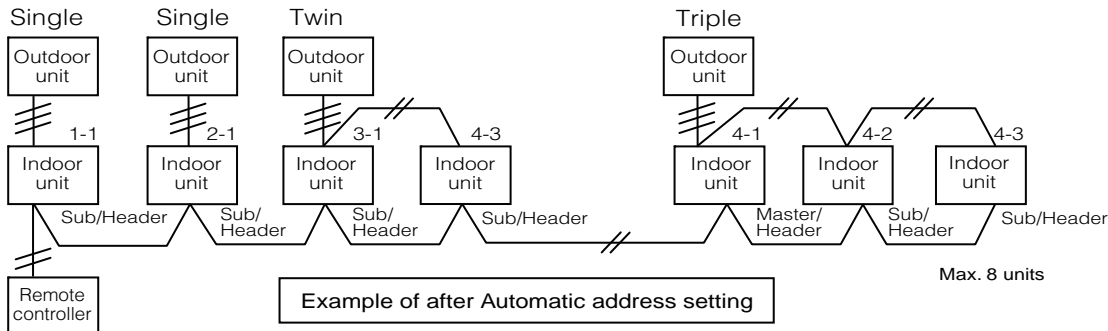 Single Single Twin Triple
Outdoor unit
Outdoor unit
Outdoor unit
Outdoor unit
1-1 2-1 3-1 4-3 4-1 4-2 4-3
Indoor unit
Indoor unit
Indoor unit
Indoor unit
Indoor unit
Indoor unit
Indoor unit
Sub/Header
Sub/
Header
Sub/
Header
Sub/Header
Master/
Header
Sub/
Header
Sub/Header
Max. 8 units
Remote
controller
Example of after Automatic address setting